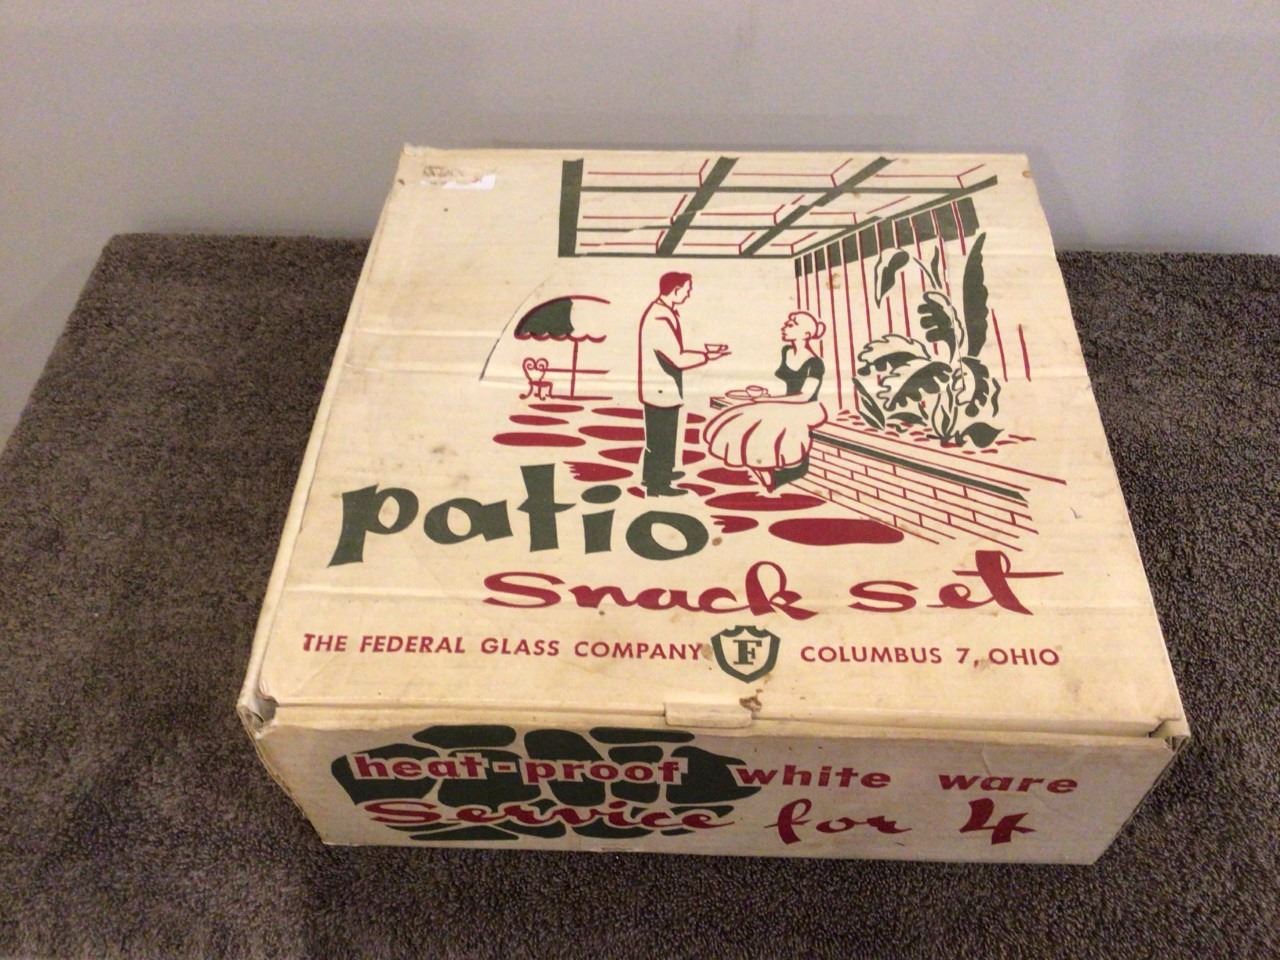 patio
Snack set
THE FEDERAL GLASS COMPANY F COLUMBUS 7, OHIO
heat-proof white ware
Service for 4